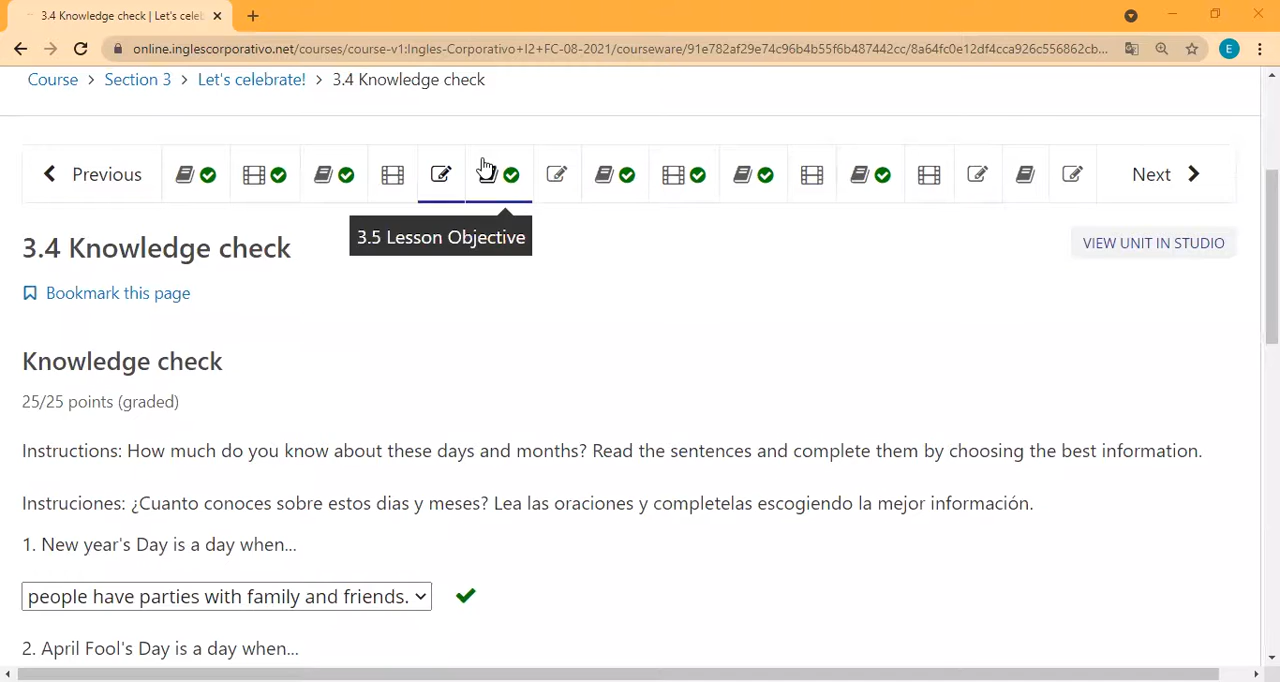 3.4 Knowledge check | Let's celeb
online.inglescorporativo.net/courses/course-v1:Ingles-Corporativo+I2+FC-08-2021/courseware/91e782af29e74c96b4b55f6b487442cc/8a64fc0e12df4cca926c556862cb...
E
Course > Section 3 > Let's celebrate! > 3.4 Knowledge check
Previous
Next
3.5 Lesson Objective
3.4 Knowledge check
VIEW UNIT IN STUDIO
Bookmark this page
Knowledge check
25/25 points (graded)
Instructions: How much do you know about these days and months? Read the sentences and complete them by choosing the best information.
Instruciones: ¿Cuanto conoces sobre estos dias y meses? Lea las oraciones y completelas escogiendo la mejor información.
1. New year's Day is a day when...
people have parties with family and friends.
2. April Fool's Day is a day when...